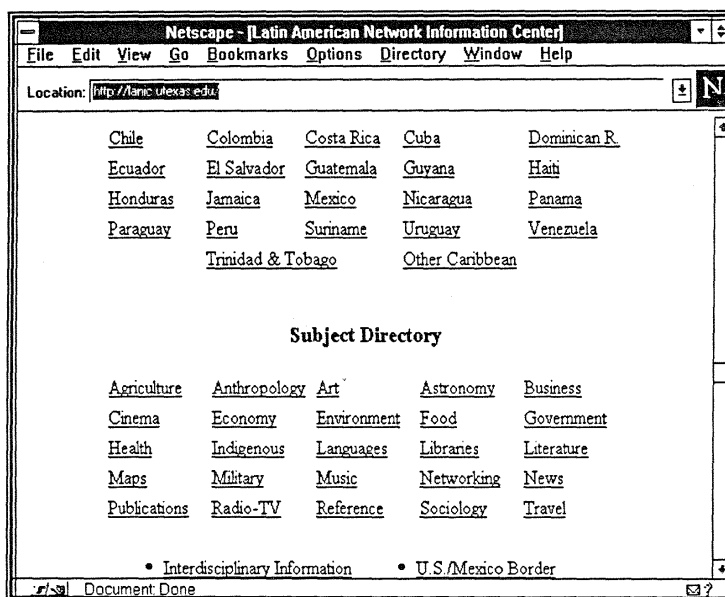 Netscape - [Latin American Network Information Center]
File Edit View Go Bookmarks Options Directory Window Help
Location: http://lanic.utexas.edu/
N
Chile Colombia Costa Rica Cuba Dominican R.
Ecuador El Salvador Guatemala Guyana Haiti
Honduras Jamaica Mexico Nicaragua Panama
Paraguay Peru Suriname Uruguay Venezuela
Trinidad & Tobago Other Caribbean
Subject Directory
Agriculture Anthropology Art Astronomy Business
Cinema Economy Environment Food Government
Health Indigenous Languages Libraries Literature
Maps Military Music Networking News
Publications Radio-TV Reference Sociology Travel
• Interdisciplinary Information • U.S./Mexico Border
Document: Done ?